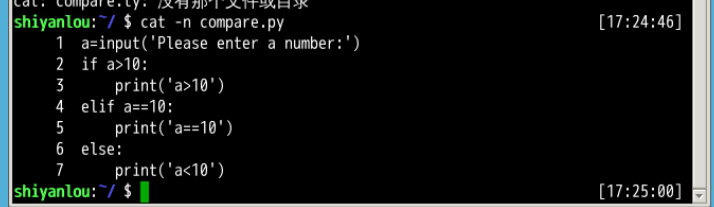 cat: compare.ty: 没有那个文件或目录
shiyanlou:~/ $ cat -n compare.py [17:24:46]
1 a=input('Please enter a number:')
2 if a>10:
3 print('a>10')
4 elif a==10:
5 print('a==10')
6 else:
7 print('a<10')
shiyanlou:~/ $ [17:25:00]